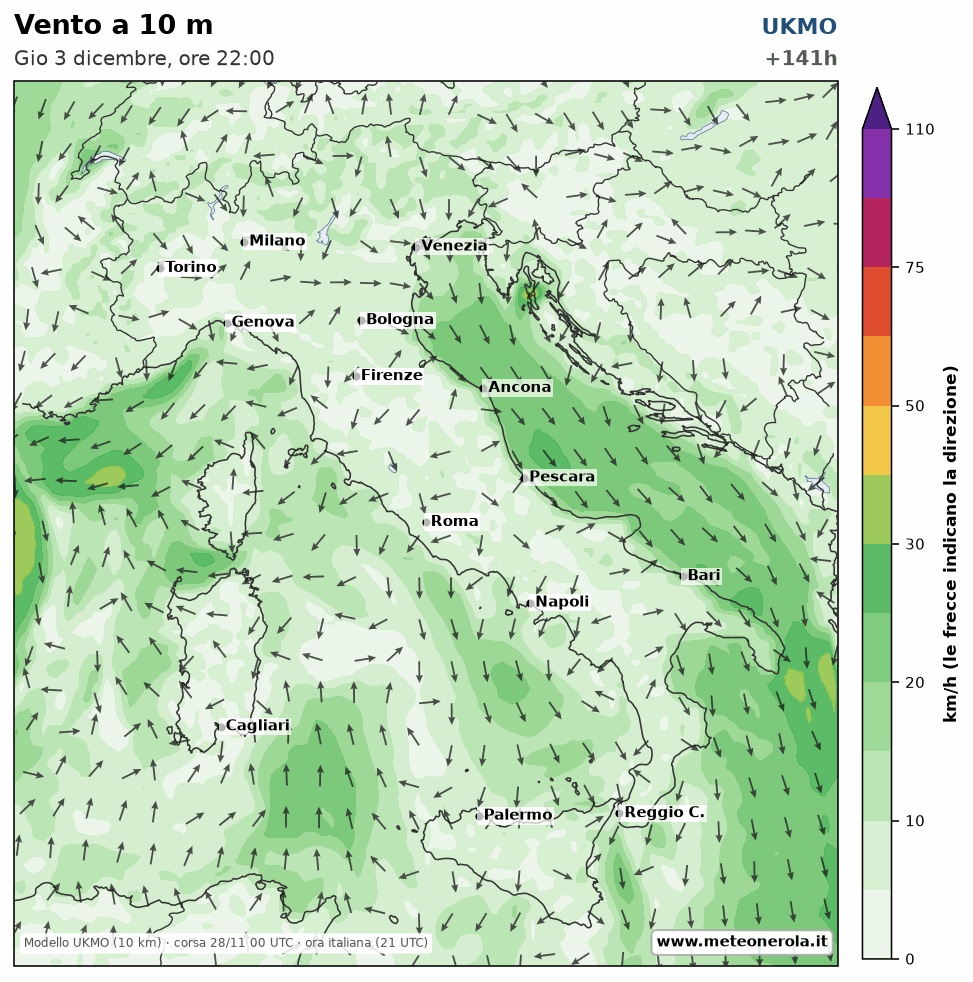 Vento a 10 m
UKMO
Gio 3 dicembre, ore 22:00
+141h
110
Venezia
Milano
Torino
75
Bologna
Genova
Firenze
Ancona
50
Pescara
Roma
30
Bari
Napoli
20
Cagliari
Palermo
Reggio C.
10
0
km/h (le frecce indicano la direzione)
Modello UKMO (10 km) · corsa 28/11 00 UTC · ora italiana (21 UTC)
www.meteonerola.it